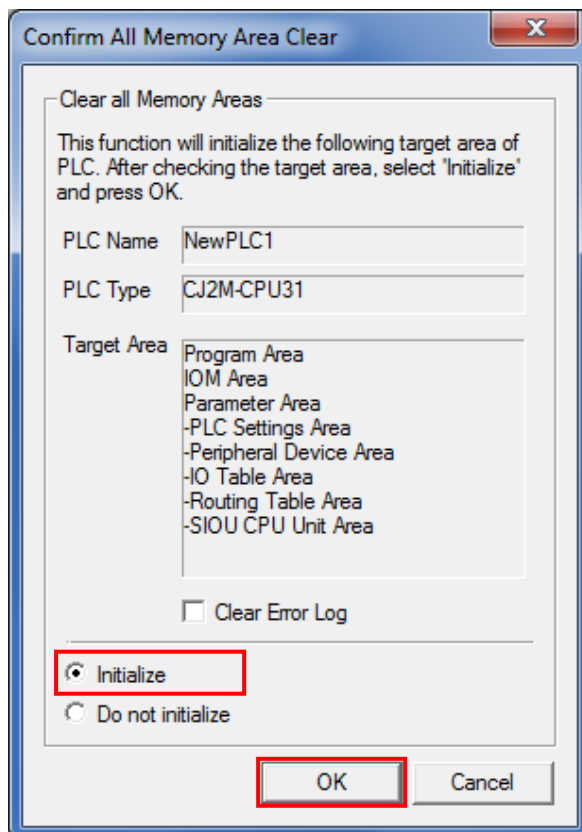 Confirm All Memory Area Clear
Clear all Memory Areas
This function will initialize the following target area of
PLC. After checking the target area, select 'Initialize'
and press OK.
PLC Name NewPLC1
PLC Type CJ2M-CPU31
Target Area Program Area
IOM Area
Parameter Area
-PLC Settings Area
-Peripheral Device Area
-IO Table Area
-Routing Table Area
-SIOU CPU Unit Area
Clear Error Log
Initialize
Do not initialize
OK Cancel